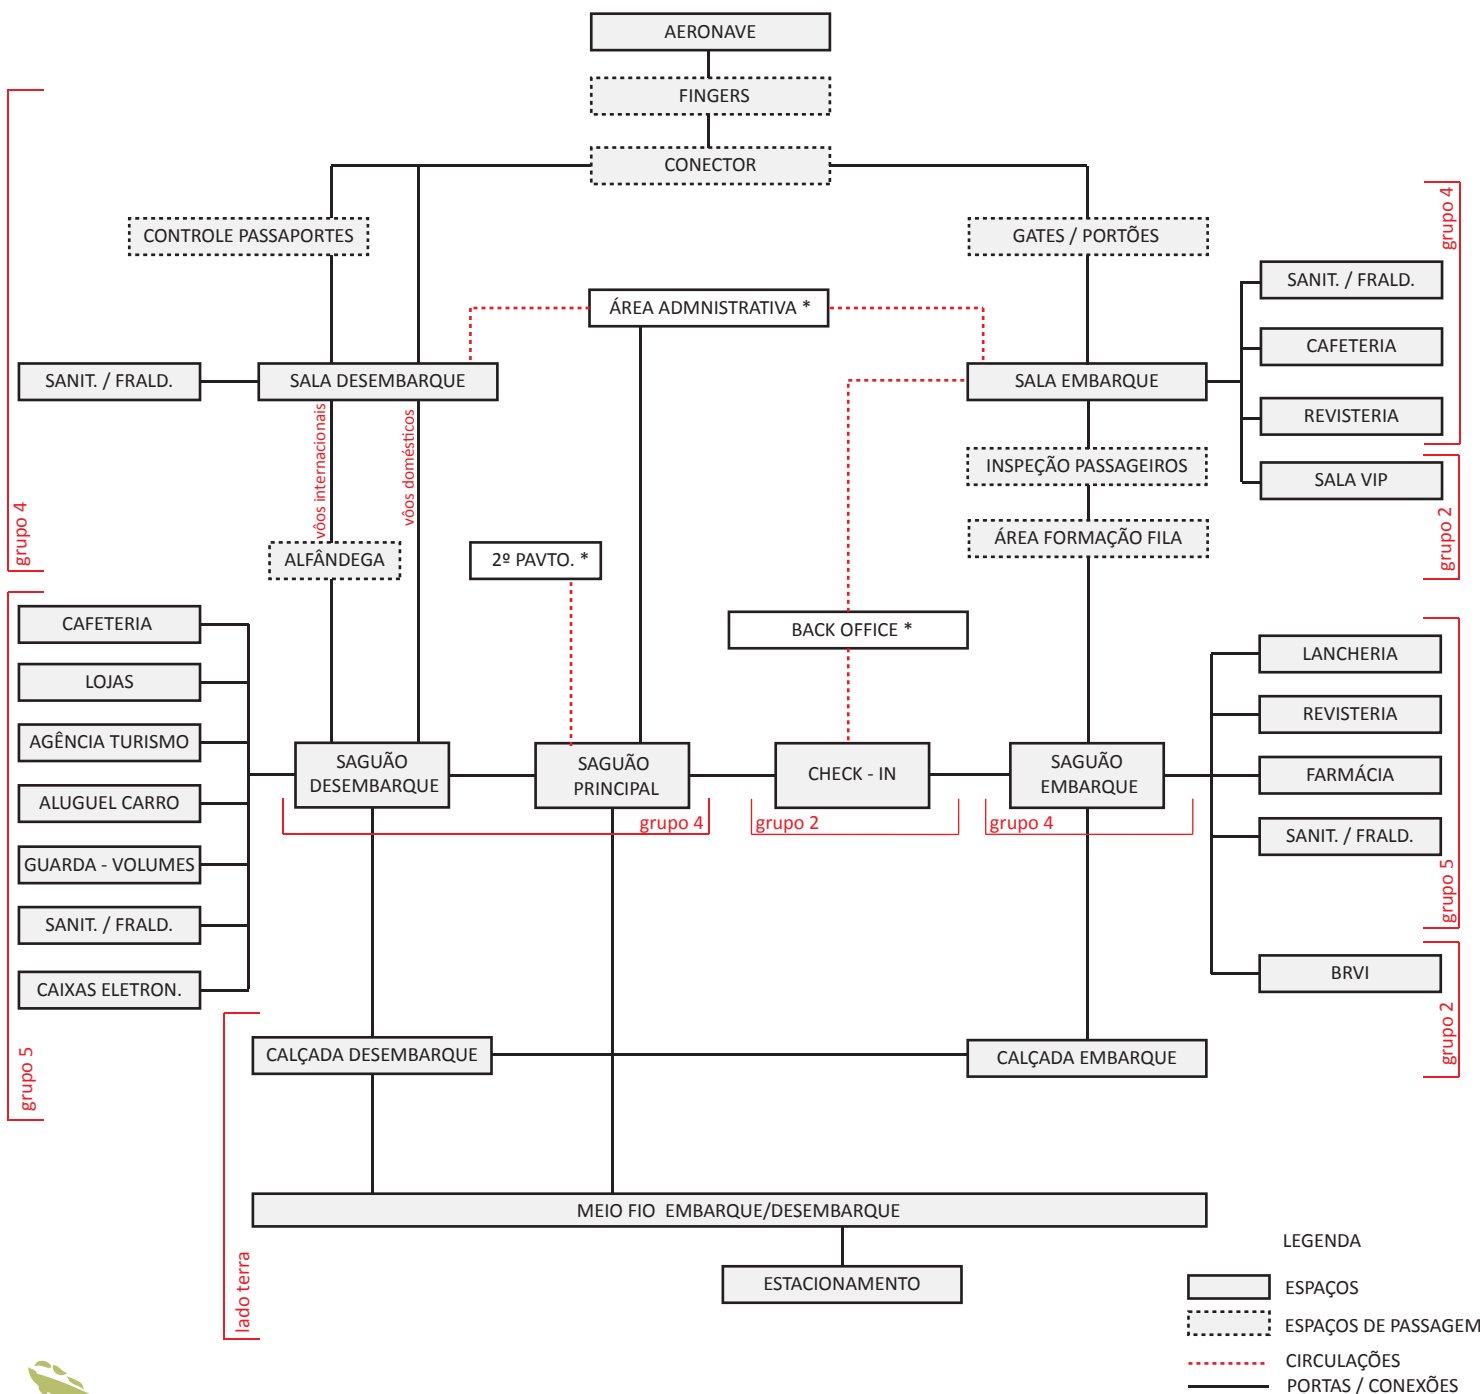 AERONAVE
FINGERS
CONECTOR
CONTROLE PASSAPORTES
GATES / PORTÕES
grupo 4
SANIT. / FRALD.
ÁREA ADMNISTRATIVA *
CAFETERIA
SANIT. / FRALD.
SALA DESEMBARQUE
SALA EMBARQUE
REVISTERIA
vôos internacionais
vôos domésticos
INSPEÇÃO PASSAGEIROS
SALA VIP
grupo 4
grupo 2
ÁREA FORMAÇÃO FILA
ALFÂNDEGA
2º PAVTO. *
CAFETERIA
BACK OFFICE *
LANCHERIA
LOJAS
REVISTERIA
AGÊNCIA TURISMO
SAGUÃO
DESEMBARQUE
SAGUÃO
PRINCIPAL
CHECK - IN
SAGUÃO
EMBARQUE
FARMÁCIA
ALUGUEL CARRO
grupo 4
grupo 2
grupo 4
SANIT. / FRALD.
grupo 5
GUARDA - VOLUMES
SANIT. / FRALD.
BRVI
CAIXAS ELETRON.
grupo 2
grupo 5
CALÇADA DESEMBARQUE
CALÇADA EMBARQUE
MEIO FIO  EMBARQUE/DESEMBARQUE
lado terra
ESTACIONAMENTO
LEGENDA
ESPAÇOS
ESPAÇOS DE PASSAGEM
CIRCULAÇÕES
PORTAS / CONEXÕES